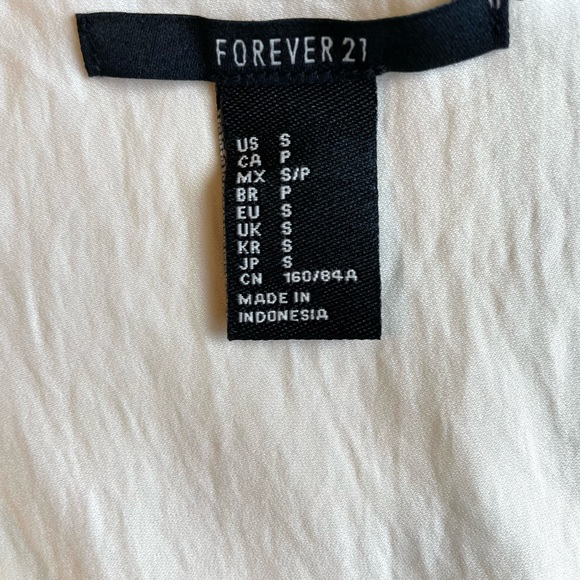 FOREVER 21
US S
CA P
MX S/P
BR P
EU S
UK S
KR S
JP S
CN 160/84A
MADE IN
INDONESIA